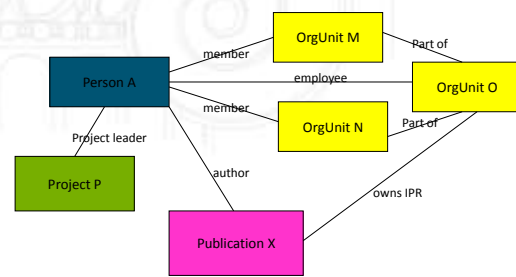 OrgUnit M
Part of
member
Person A
employee
OrgUnit O
member
OrgUnit N
Part of
Project leader
Project P
author
owns IPR
Publication X